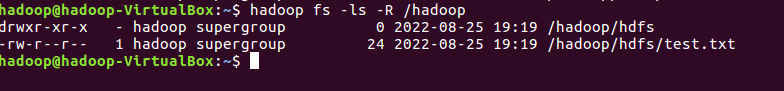 hadoop@hadoop-VirtualBox:~$ hadoop fs -ls -R /hadoop
drwxr-xr-x   - hadoop supergroup          0 2022-08-25 19:19 /hadoop/hdfs
-rw-r--r--   1 hadoop supergroup         24 2022-08-25 19:19 /hadoop/hdfs/test.txt
hadoop@hadoop-VirtualBox:~$